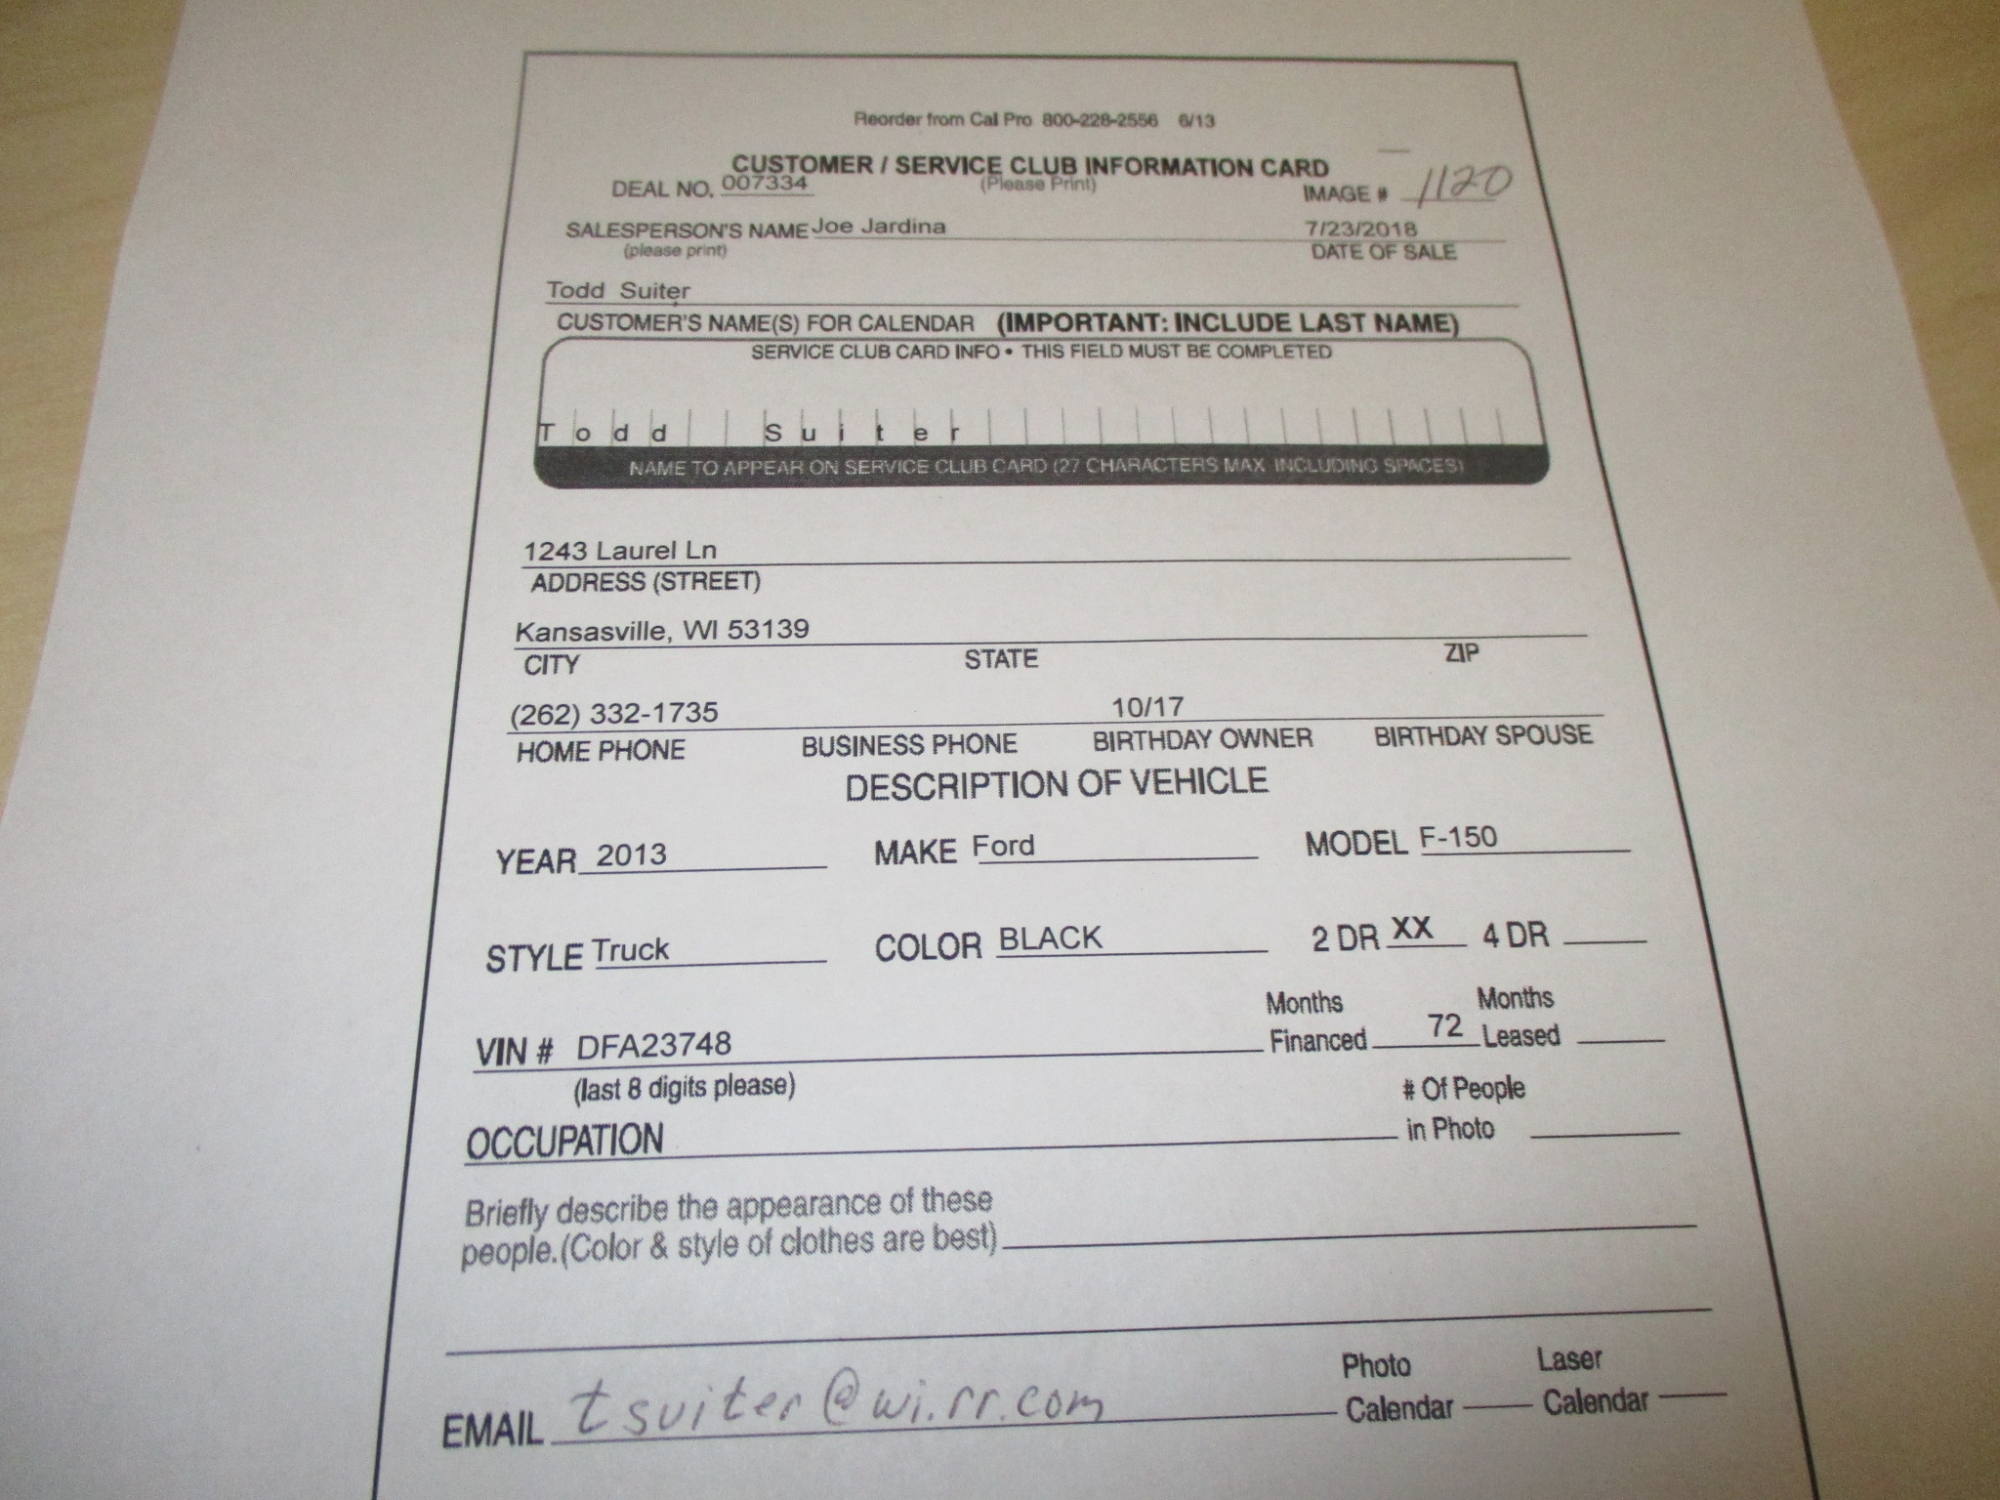 Reorder from Cal Pro 800-228-2556 6/13
CUSTOMER / SERVICE CLUB INFORMATION CARD
DEAL NO. 007334 (Please Print) IMAGE # 1120
SALESPERSON'S NAME Joe Jardina 7/23/2018
(please print) DATE OF SALE
Todd Suiter
CUSTOMER'S NAME(S) FOR CALENDAR (IMPORTANT: INCLUDE LAST NAME)
SERVICE CLUB CARD INFO • THIS FIELD MUST BE COMPLETED
T o d d S u i t e r
NAME TO APPEAR ON SERVICE CLUB CARD (27 CHARACTERS MAX INCLUDING SPACES)
1243 Laurel Ln
ADDRESS (STREET)
Kansasville, WI 53139
CITY STATE ZIP
(262) 332-1735 10/17
HOME PHONE BUSINESS PHONE BIRTHDAY OWNER BIRTHDAY SPOUSE
DESCRIPTION OF VEHICLE
YEAR 2013 MAKE Ford MODEL F-150
STYLE Truck COLOR BLACK 2 DR XX 4 DR
Months Months
VIN # DFA23748 Financed 72 Leased
(last 8 digits please) # Of People
OCCUPATION in Photo
Briefly describe the appearance of these
people.(Color & style of clothes are best)
Photo Laser
EMAIL tsuiter@wi.rr.com Calendar Calendar